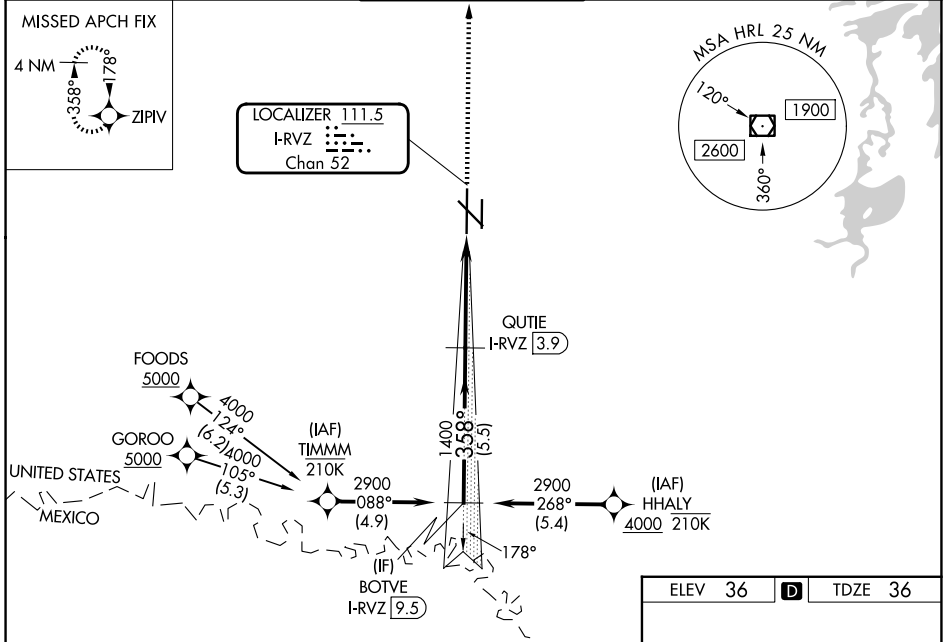 MISSED APCH FIX
4 NM
358°
178°
ZIPIV
LOCALIZER 111.5
I-RVZ
Chan 52
MSA HRL 25 NM
120°
1900
2600
360°
QUTIE
I-RVZ 3.9
FOODS
5000
4000
124°
(6.2)
GOROO
5000
4000
105°
(5.3)
(IAF)
TIMMM
210K
1400
358°
(5.5)
UNITED STATES
MEXICO
2900
088°
(4.9)
2900
268°
(5.4)
(IAF)
HHALY
4000 210K
178°
(IF)
BOTVE
I-RVZ 9.5
ELEV 36 D TDZE 36